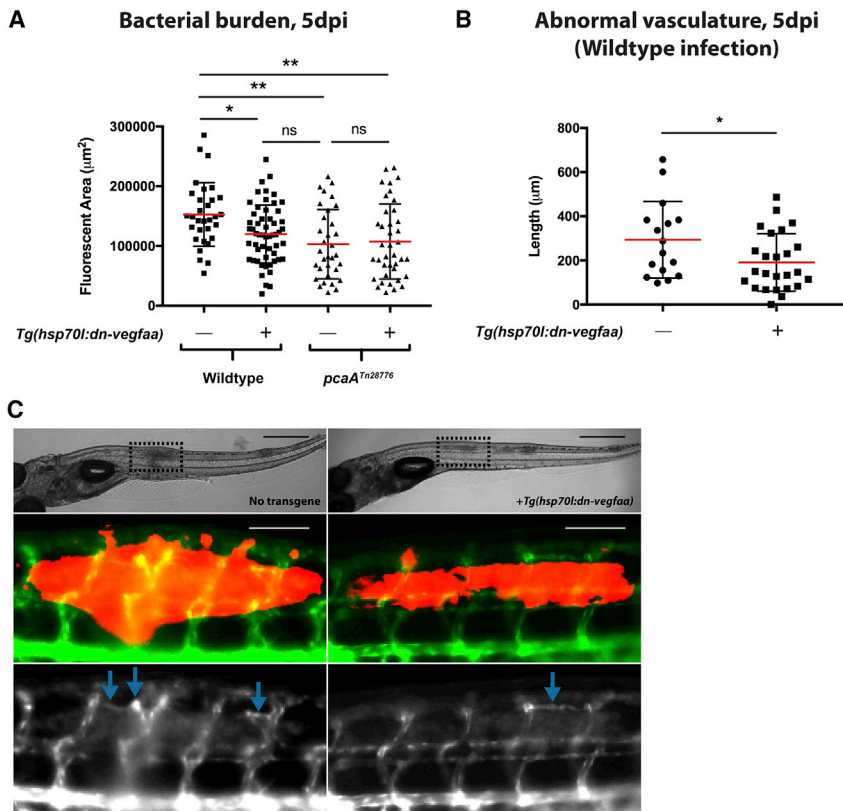 A
Bacterial burden, 5dpi
**
**
*
ns
ns
300000
200000
100000
0
Fluorescent Area (μm²)
Tg(hsp70l:dn-vegfaa)
— + — +
Wildtype
pcaA^Tn28776
B
Abnormal vasculature, 5dpi
(Wildtype infection)
*
800
600
400
200
0
Length (μm)
Tg(hsp70l:dn-vegfaa)
— +
C
No transgene
+Tg(hsp70l:dn-vegfaa)